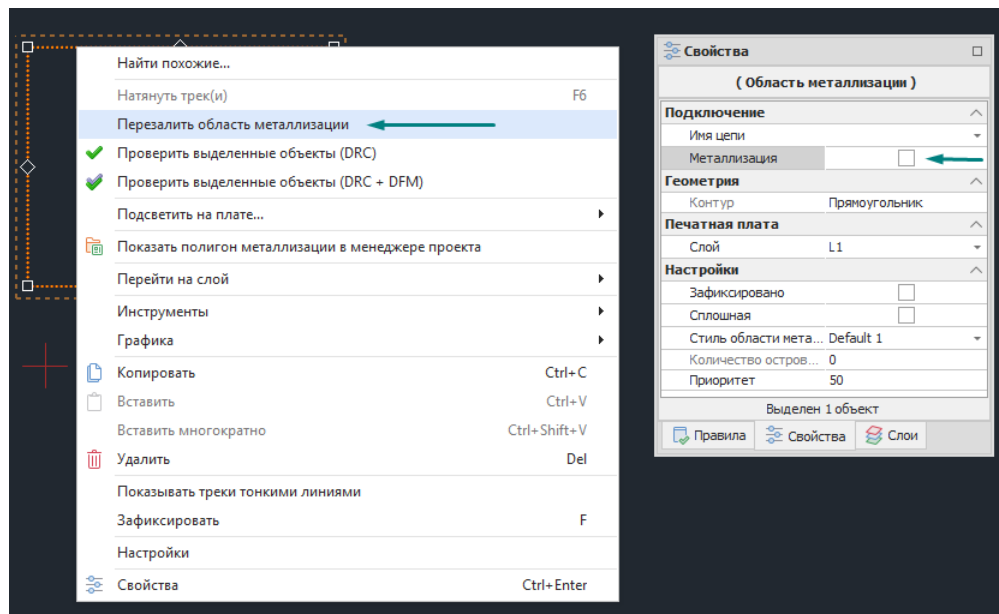 Найти похожие...
Натянуть трек(и) F6
Перезалить область металлизации
Проверить выделенные объекты (DRC)
Проверить выделенные объекты (DRC + DFM)
Подсветить на плате...
Показать полигон металлизации в менеджере проекта
Перейти на слой
Инструменты
Графика
Копировать Ctrl+C
Вставить Ctrl+V
Вставить многократно Ctrl+Shift+V
Удалить Del
Показывать треки тонкими линиями
Зафиксировать F
Настройки
Свойства Ctrl+Enter
Свойства
( Область металлизации )
Подключение
Имя цепи
Металлизация
Геометрия
Контур Прямоугольник
Печатная плата
Слой L1
Настройки
Зафиксировано
Сплошная
Стиль области мета... Default 1
Количество остров... 0
Приоритет 50
Выделен 1 объект
Правила Свойства Слои